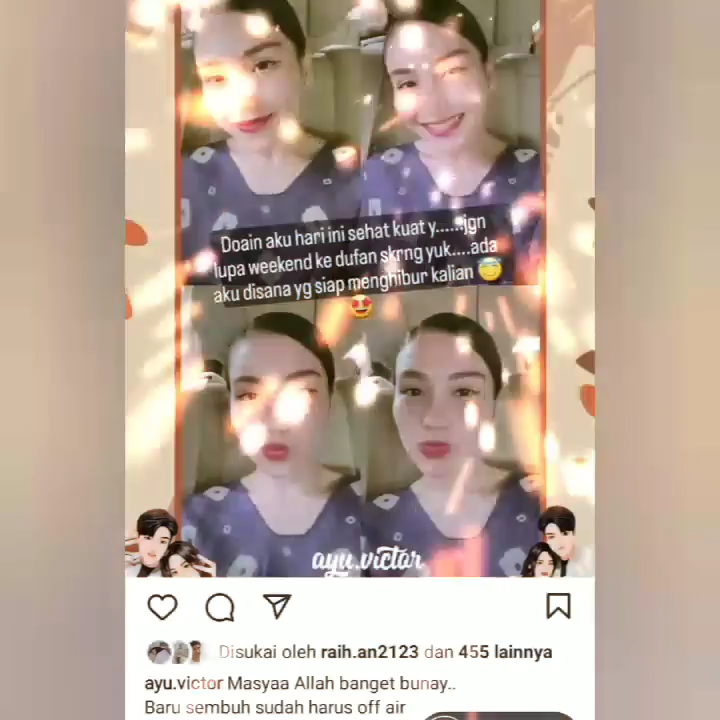 Doain aku hari ini sehat kuat y......jgn
lupa weekend ke dufan skrng yuk....ada
aku disana yg siap menghibur kalian
ayu.victor
Disukai oleh raih.an2123 dan 455 lainnya
ayu.victor Masyaa Allah banget bunay..
Baru sembuh sudah harus off air